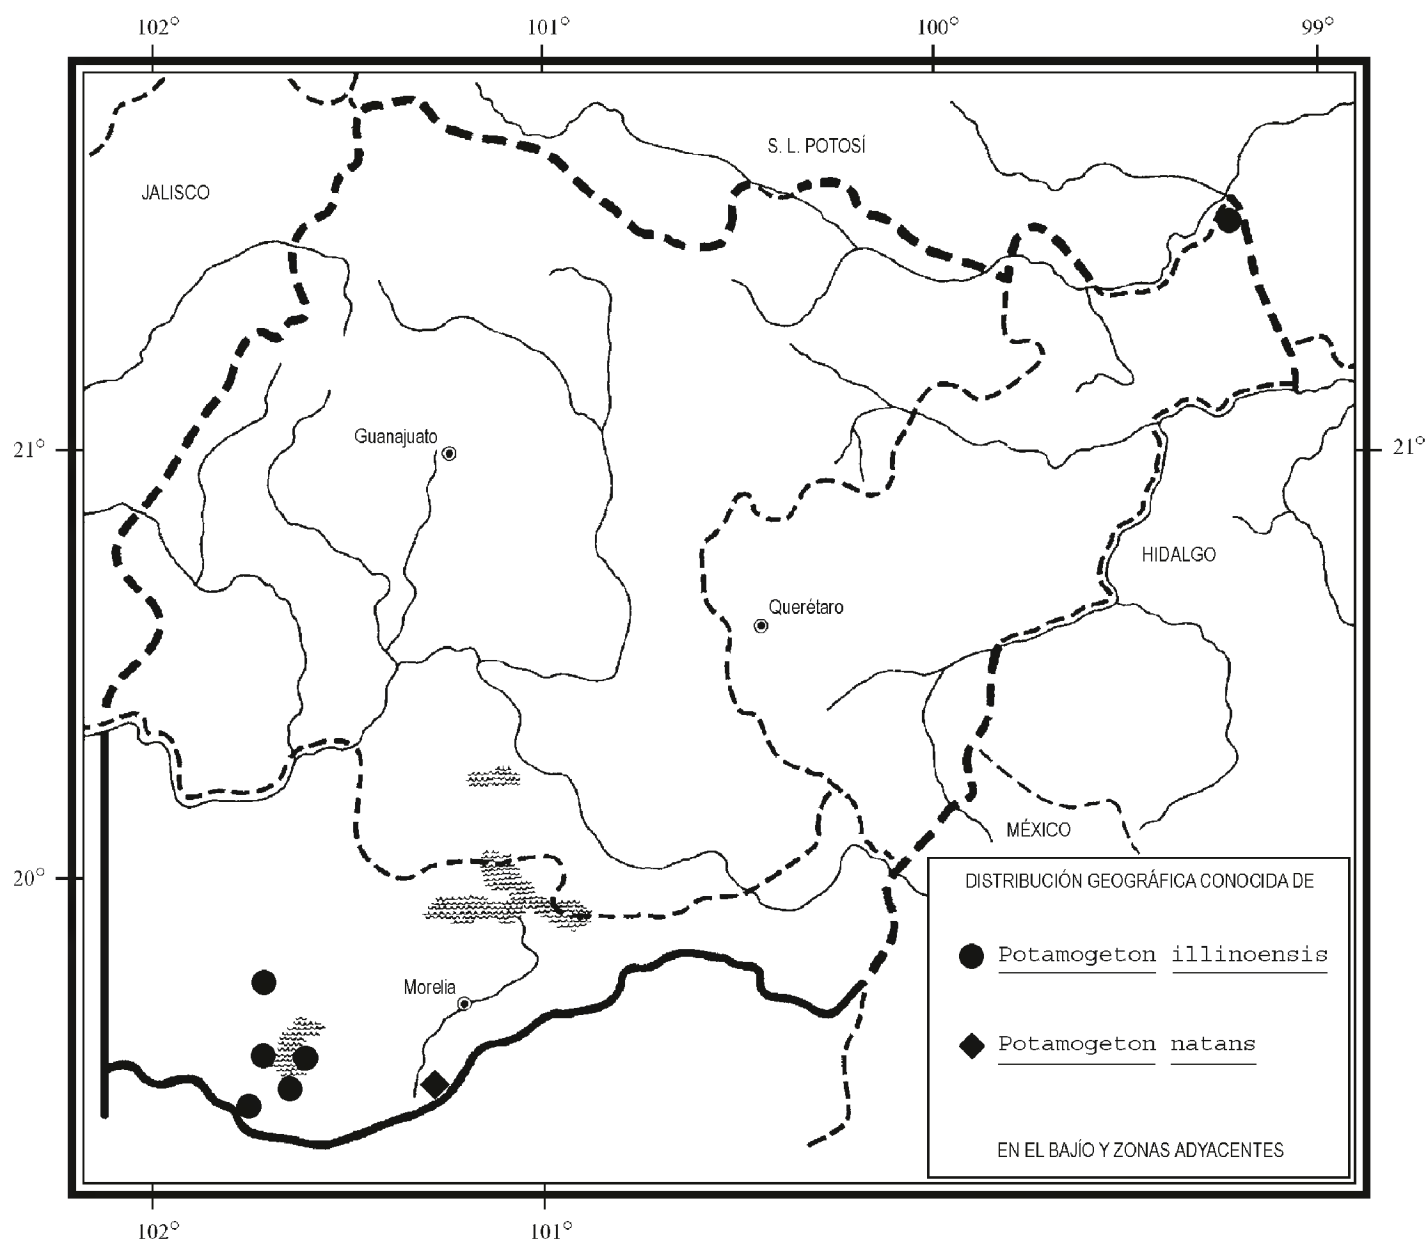 102° 101° 100° 99°
S. L. POTOSÍ
JALISCO
Guanajuato
21° 21°
HIDALGO
Querétaro
MÉXICO
20°
DISTRIBUCIÓN GEOGRÁFICA CONOCIDA DE
Potamogeton illinoensis
Morelia
Potamogeton natans
EN EL BAJÍO Y ZONAS ADYACENTES
102° 101°